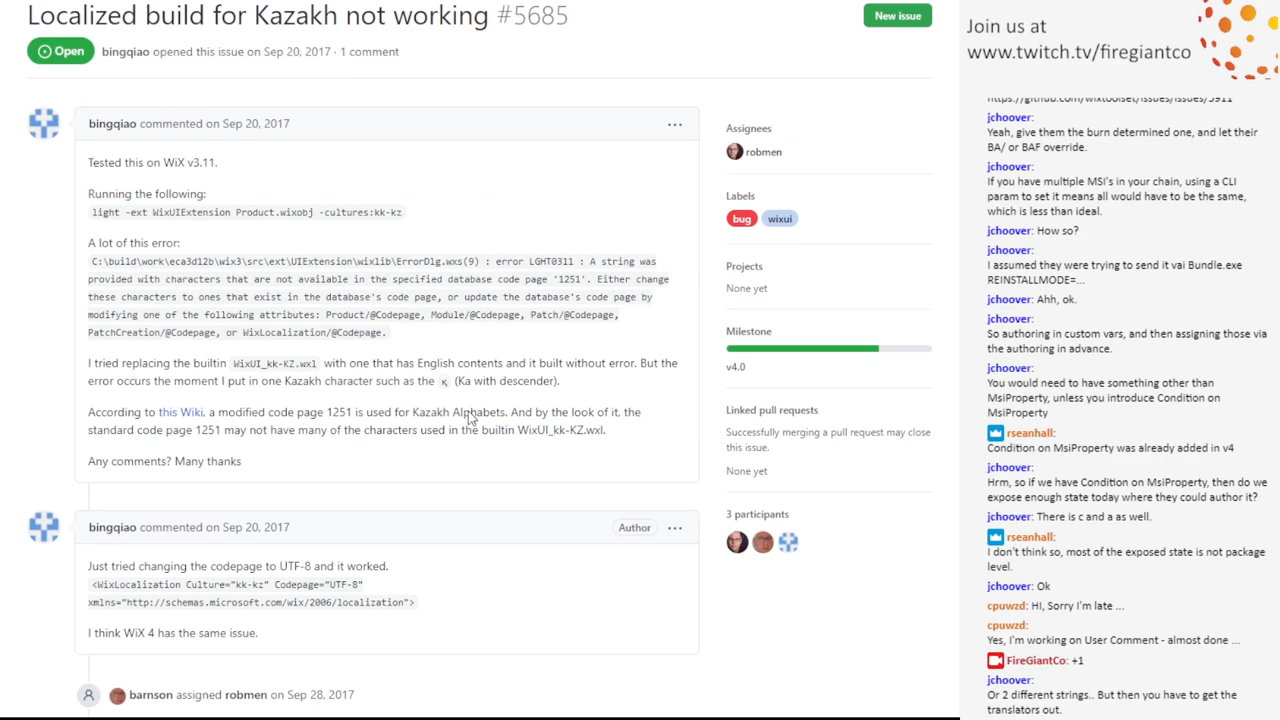 Localized build for Kazakh not working #5685
New issue
Open
bingqiao opened this issue on Sep 20, 2017 · 1 comment
bingqiao commented on Sep 20, 2017
Tested this on WiX v3.11.
Running the following:
light -ext WixUIExtension Product.wixobj -cultures:kk-kz
A lot of this error:
C:\build\work\eca3d12b\wix3\src\ext\UIExtension\wixlib\ErrorDlg.wxs(9) : error LGHT0311 : A string was
provided with characters that are not available in the specified database code page '1251'. Either change
these characters to ones that exist in the database's code page, or update the database's code page by
modifying one of the following attributes: Product/@Codepage, Module/@Codepage, Patch/@Codepage,
PatchCreation/@Codepage, or WixLocalization/@Codepage.
I tried replacing the builtin WixUI_kk-KZ.wxl with one that has English contents and it built without error. But the
error occurs the moment I put in one Kazakh character such as the қ (Ka with descender).
According to this Wiki, a modified code page 1251 is used for Kazakh Alphabets. And by the look of it, the
standard code page 1251 may not have many of the characters used in the builtin WixUI_kk-KZ.wxl.
Any comments? Many thanks
bingqiao commented on Sep 20, 2017
Author
Just tried changing the codepage to UTF-8 and it worked.
<WixLocalization Culture="kk-kz" Codepage="UTF-8"
xmlns="http://schemas.microsoft.com/wix/2006/localization">
I think WiX 4 has the same issue.
barnson assigned robmen on Sep 28, 2017
Assignees
robmen
Labels
bug wixui
Projects
None yet
Milestone
v4.0
Linked pull requests
Successfully merging a pull request may close
this issue.
None yet
3 participants
Join us at
www.twitch.tv/firegiantco
https://github.com/wixtoolset/issues/issues/5911
jchoover:
Yeah, give them the burn determined one, and let their
BA/ or BAF override.
jchoover:
If you have multiple MSI's in your chain, using a CLI
param to set it means all would have to be the same,
which is less than ideal.
jchoover: How so?
jchoover:
I assumed they were trying to send it vai Bundle.exe
REINSTALLMODE=...
jchoover: Ahh, ok.
jchoover:
So authoring in custom vars, and then assigning those via
the authoring in advance.
jchoover:
You would need to have something other than
MsiProperty, unless you introduce Condition on
MsiProperty
rseanhall:
Condition on MsiProperty was already added in v4
jchoover:
Hrm, so if we have Condition on MsiProperty, then do we
expose enough state today where they could author it?
jchoover: There is c and a as well.
rseanhall:
I don't think so, most of the exposed state is not package
level.
jchoover: Ok
cpuwzd: HI, Sorry I'm late ...
cpuwzd:
Yes, I'm working on User Comment - almost done ...
FireGiantCo: +1
jchoover:
Or 2 different strings.. But then you have to get the
translators out.